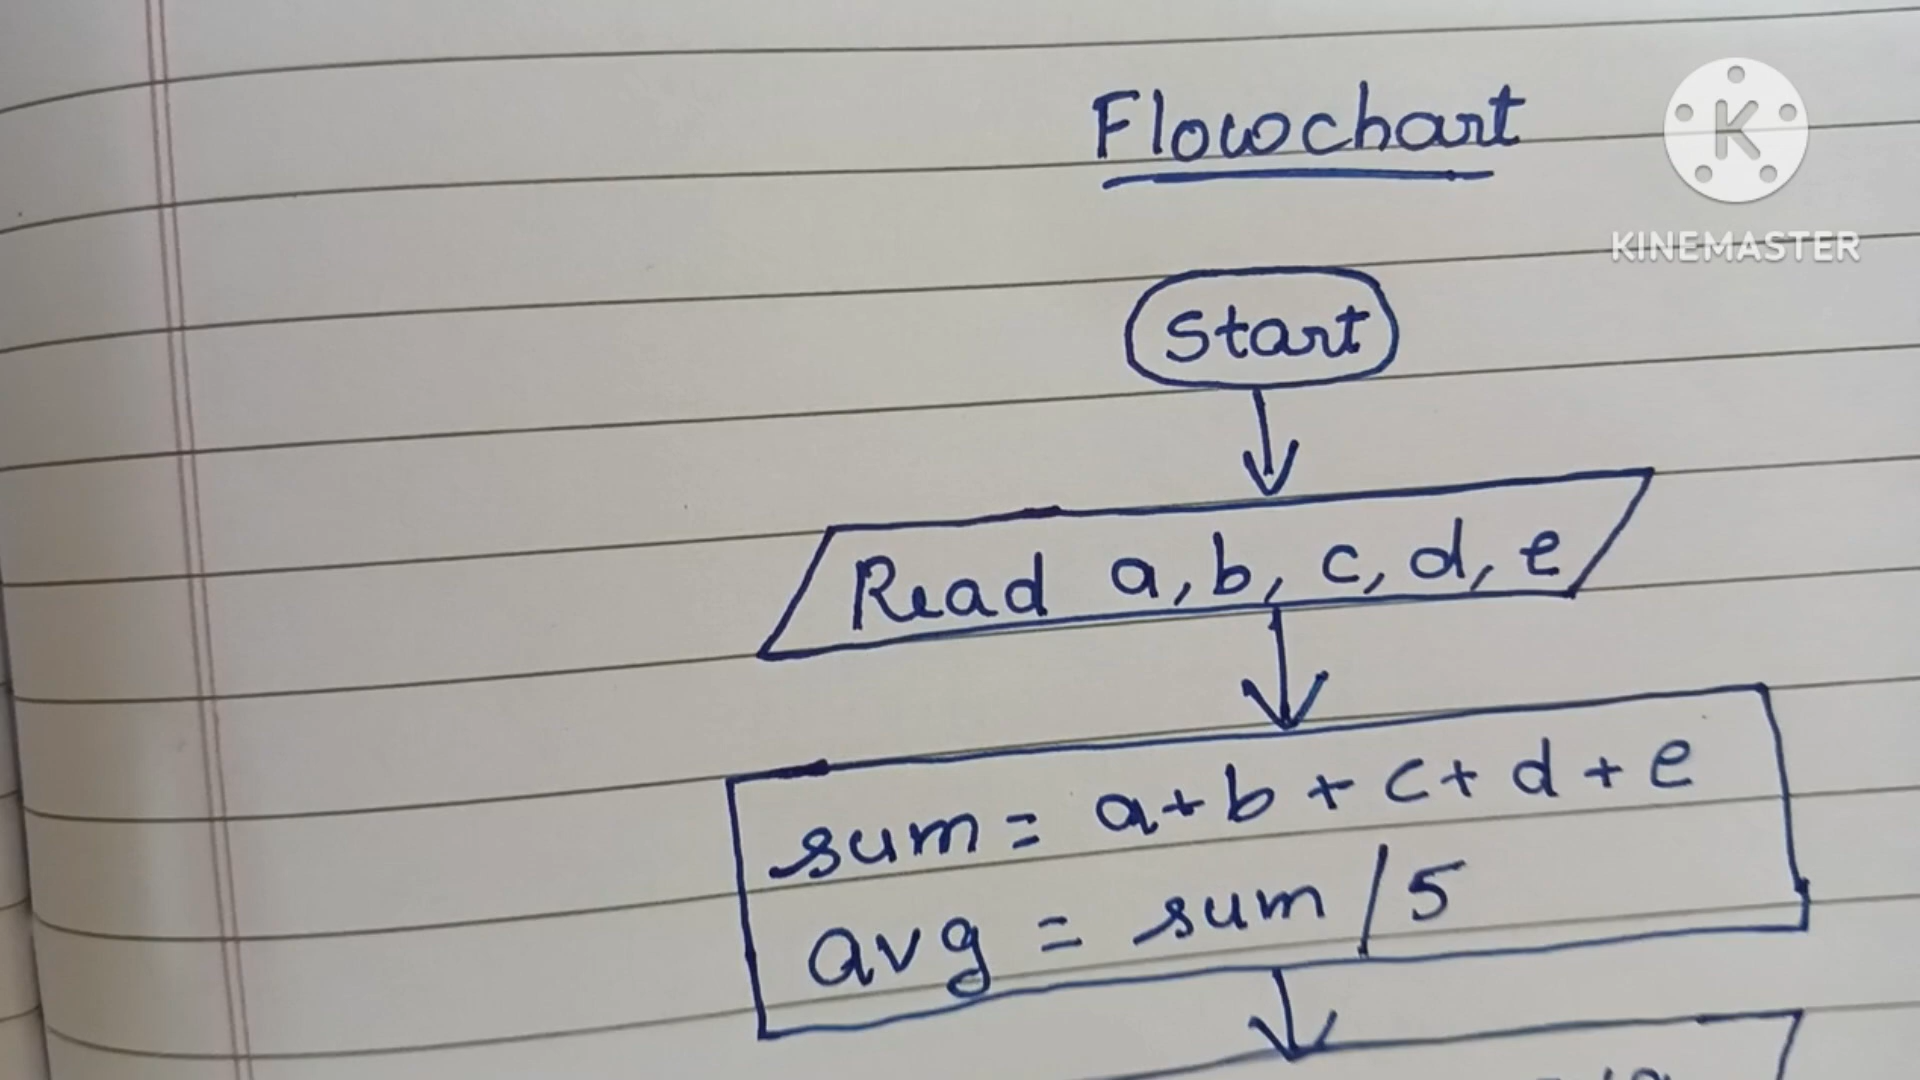 Flowchart
K
KINEMASTER
Start
Read a, b, c, d, e
sum = a+b+c+d+e
avg = sum / 5